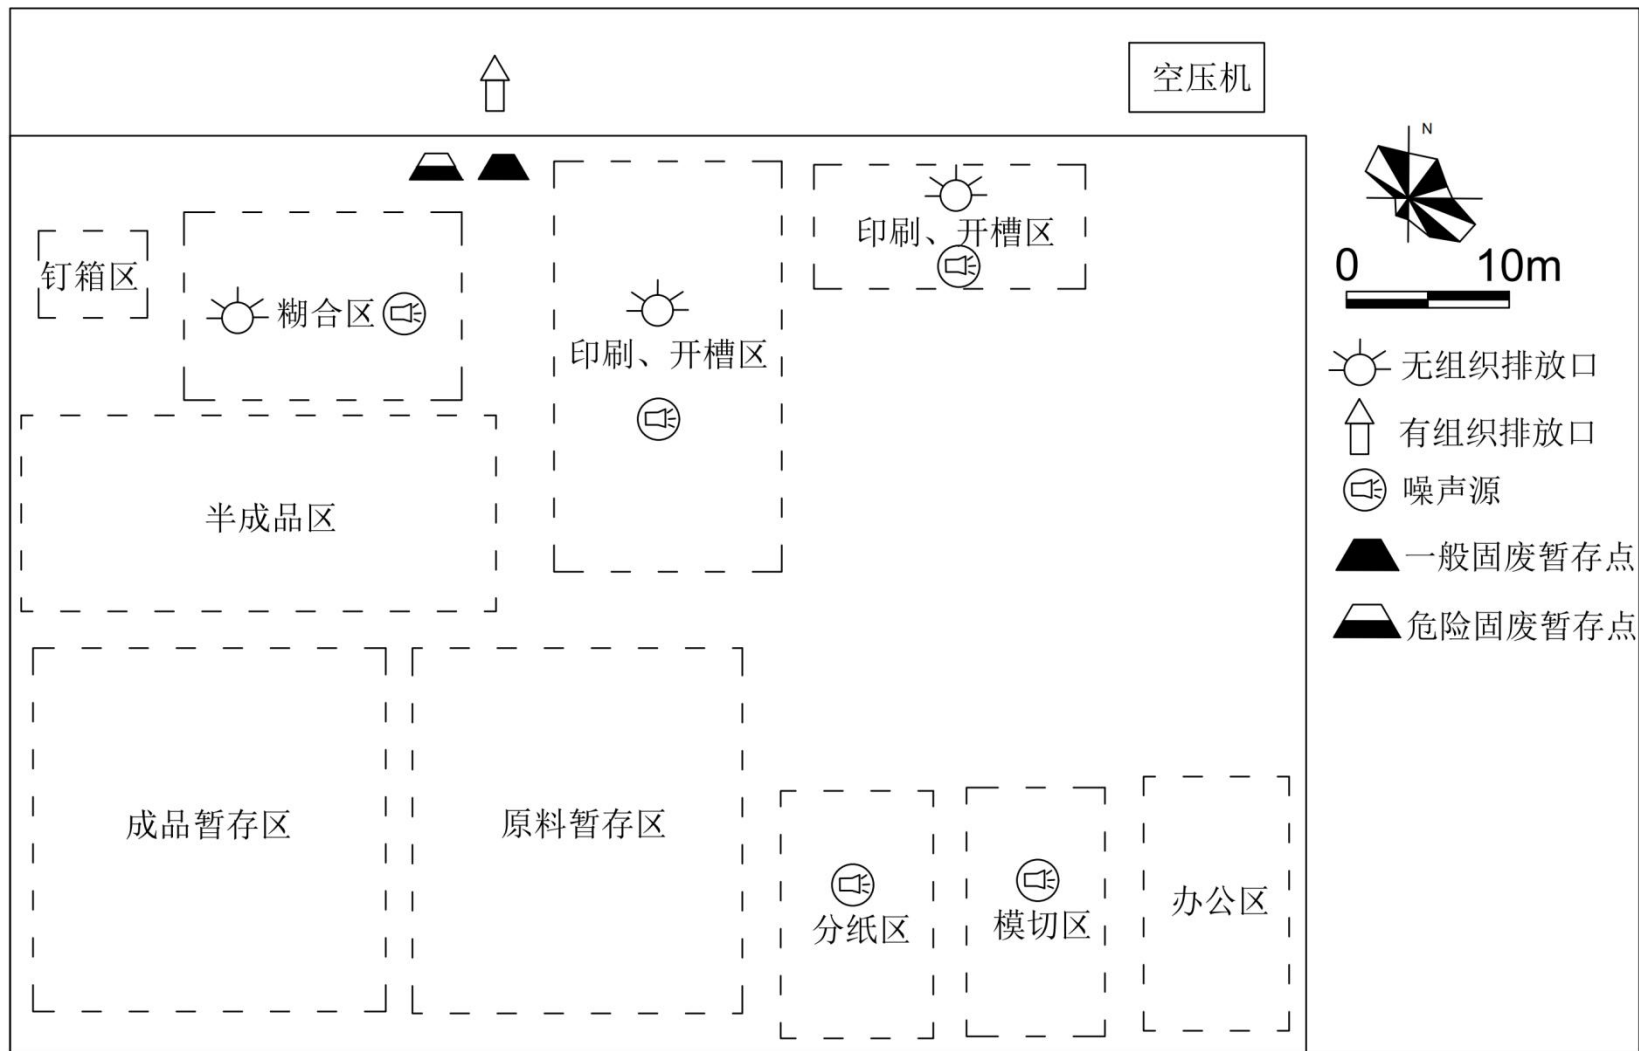 空压机
N
印刷、开槽区
钉箱区
糊合区
0 10m
印刷、开槽区
无组织排放口
有组织排放口
噪声源
半成品区
一般固废暂存点
危险固废暂存点
成品暂存区
原料暂存区
分纸区
模切区
办公区